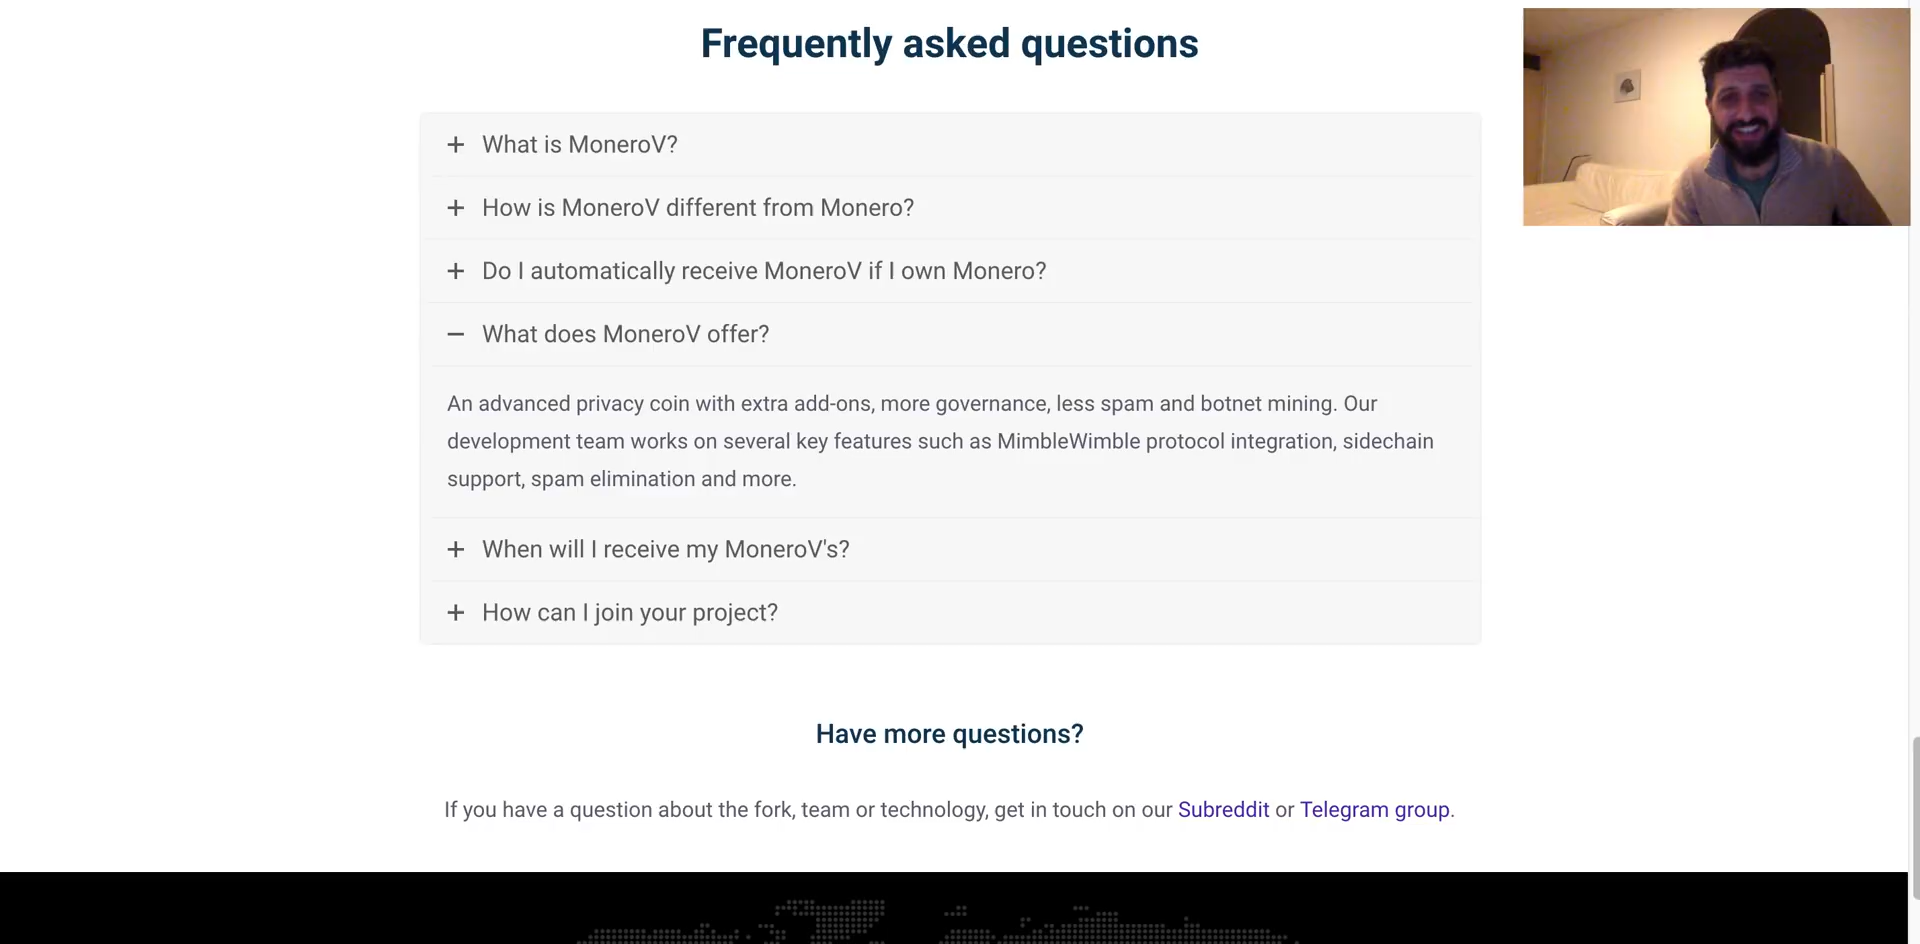 Frequently asked questions
What is MoneroV?
How is MoneroV different from Monero?
Do I automatically receive MoneroV if I own Monero?
What does MoneroV offer?
An advanced privacy coin with extra add-ons, more governance, less spam and botnet mining. Our
development team works on several key features such as MimbleWimble protocol integration, sidechain
support, spam elimination and more.
When will I receive my MoneroV's?
How can I join your project?
Have more questions?
If you have a question about the fork, team or technology, get in touch on our Subreddit or Telegram group.